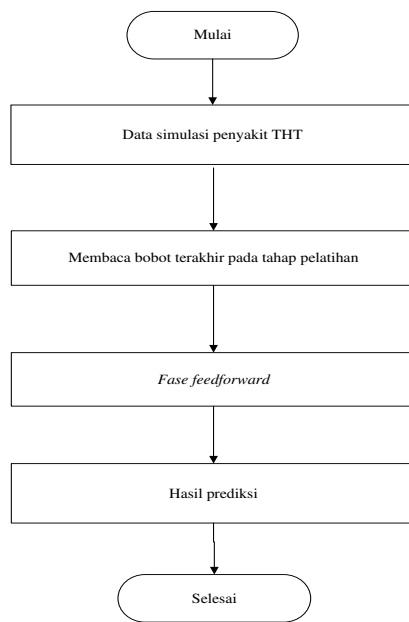 Mulai
Data simulasi penyakit THT
Membaca bobot terakhir pada tahap pelatihan
Fase feedforward
Hasil prediksi
Selesai